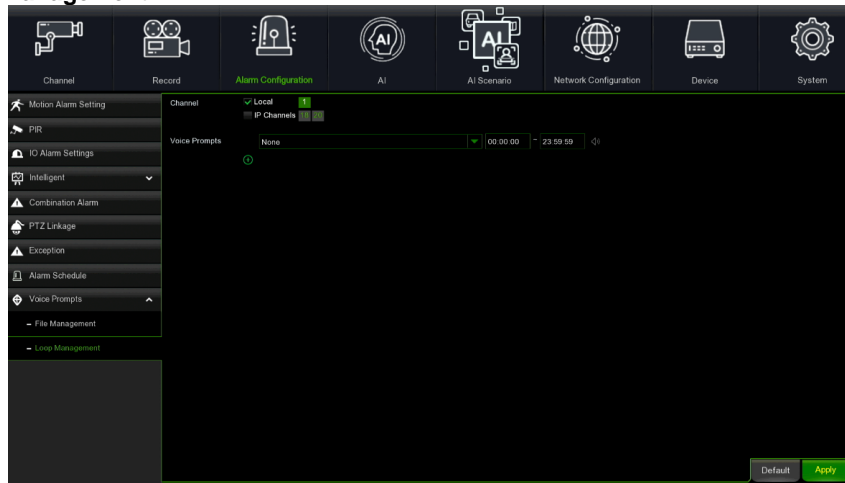 Channel Record Alarm Configuration AI AI Scenario Network Configuration Device System
Motion Alarm Setting
PIR
IO Alarm Settings
Intelligent
Combination Alarm
PTZ Linkage
Exception
Alarm Schedule
Voice Prompts
– File Management
– Loop Management
Channel Local 1
IP Channels 18 20
Voice Prompts None 00:00:00 – 23:59:59
Default Apply